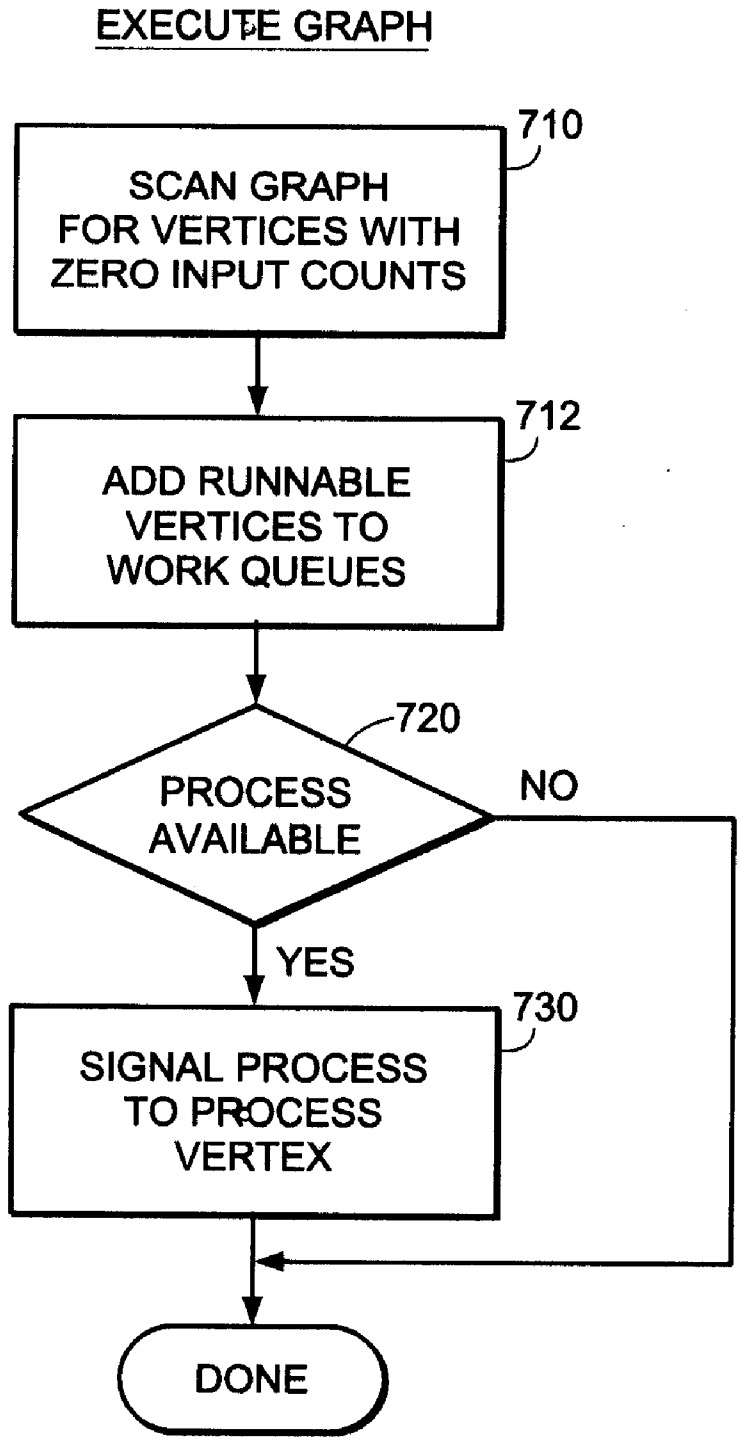 EXECUTE GRAPH
710
SCAN GRAPH
FOR VERTICES WITH
ZERO INPUT COUNTS
712
ADD RUNNABLE
VERTICES TO
WORK QUEUES
720
PROCESS
AVAILABLE
NO
YES
730
SIGNAL PROCESS
TO PROCESS
VERTEX
DONE